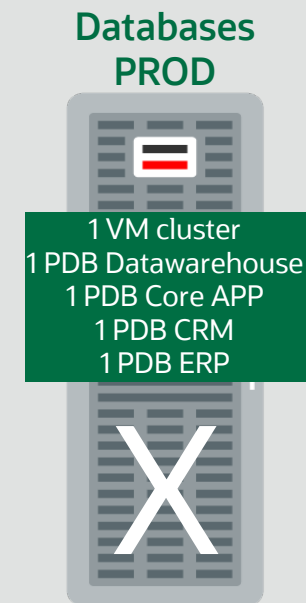 Databases
PROD
1 VM cluster
1 PDB Datawarehouse
1 PDB Core APP
1 PDB CRM
1 PDB ERP
X